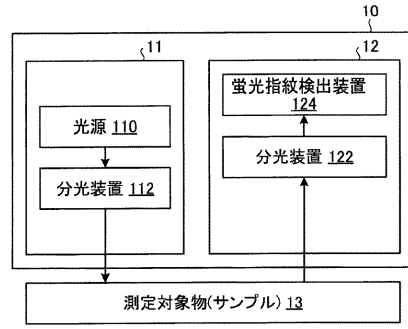 10
11
12
光源 110
分光装置 112
蛍光指紋検出装置
124
分光装置 122
測定対象物(サンプル) 13